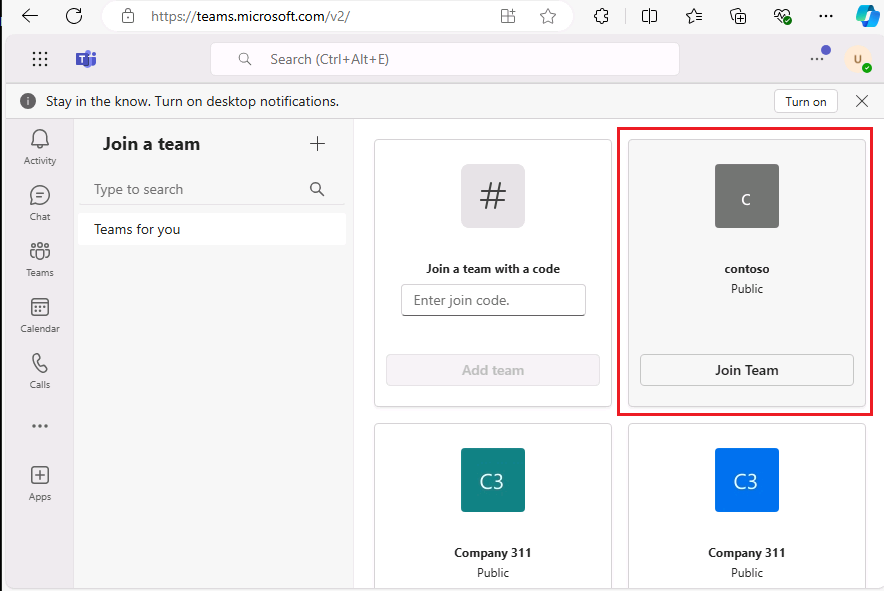 https://teams.microsoft.com/v2/
Search (Ctrl+Alt+E)
U
Stay in the know. Turn on desktop notifications.
Turn on
Activity
Chat
Teams
Calendar
Calls
Apps
Join a team
Type to search
Teams for you
#
Join a team with a code
Enter join code.
Add team
C
contoso
Public
Join Team
C3
Company 311
Public
C3
Company 311
Public